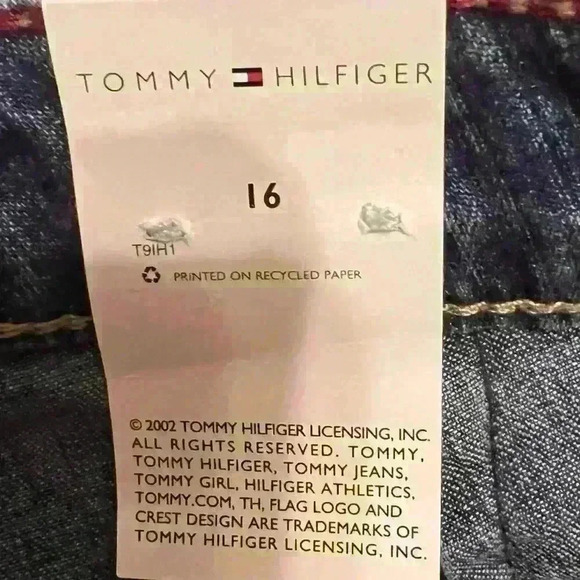 TOMMY HILFIGER
16
T9IH1
PRINTED ON RECYCLED PAPER
© 2002 TOMMY HILFIGER LICENSING, INC.
ALL RIGHTS RESERVED. TOMMY,
TOMMY HILFIGER, TOMMY JEANS,
TOMMY GIRL, HILFIGER ATHLETICS,
TOMMY.COM, TH, FLAG LOGO AND
CREST DESIGN ARE TRADEMARKS OF
TOMMY HILFIGER LICENSING, INC.